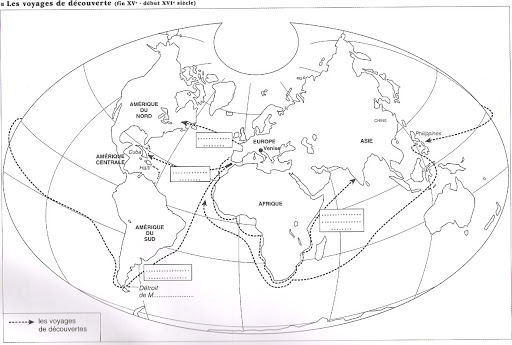 Les voyages de découverte (fin XVe - début XVIe siècle)
AMÉRIQUE
DU
NORD
CHINE
Philippines
EUROPE
Venise
ASIE
Cuba
AMÉRIQUE
CENTRALE
Haïti
AFRIQUE
AMÉRIQUE
DU
SUD
Détroit
de M..............
les voyages
de découvertes